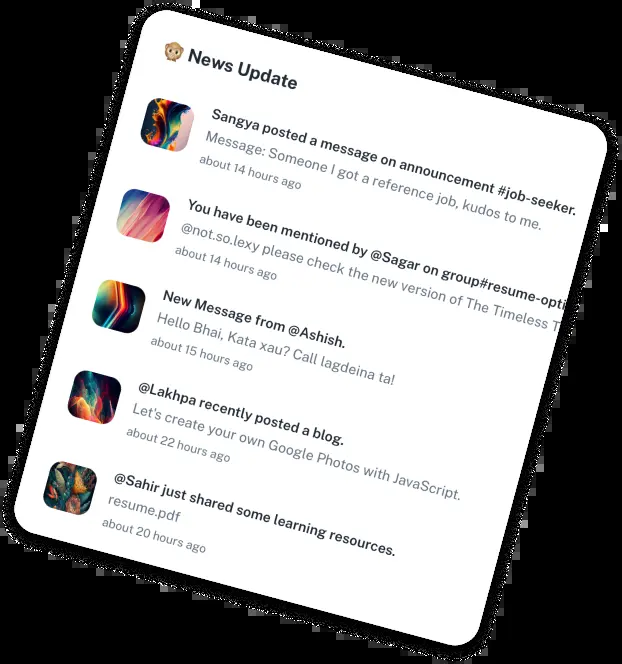 News Update
Sangya posted a message on announcement #job-seeker.
Message: Someone I got a reference job, kudos to me.
about 14 hours ago
You have been mentioned by @Sagar on group#resume-opti
@not.so.lexy please check the new version of The Timeless T
about 14 hours ago
New Message from @Ashish.
Hello Bhai, Kata xau? Call lagdeina ta!
about 15 hours ago
@Lakhpa recently posted a blog.
Let's create your own Google Photos with JavaScript.
about 22 hours ago
@Sahir just shared some learning resources.
resume.pdf
about 20 hours ago